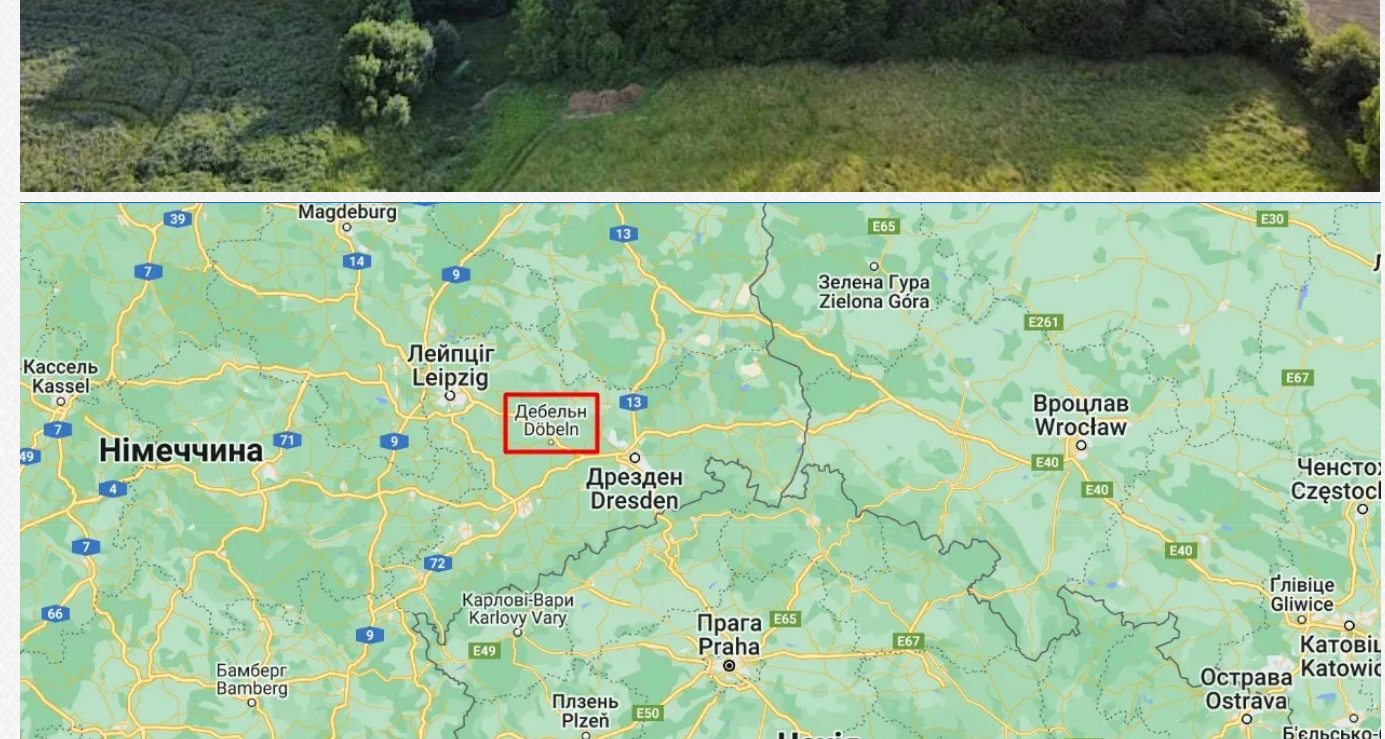 Magdeburg
39
13
E65
E30
7
14
9
Зелена Гура
Zielona Góra
E261
Лейпціг
Leipzig
Кассель
Kassel
E67
Дебельн
Döbeln
13
Вроцлав
Wrocław
7
71
9
Німеччина
49
E40
Дрезден
Dresden
Ченстох
Częstoch
4
E40
7
E40
72
Ґлівіце
Gliwice
66
Карлові-Вари
Karlovy Vary
9
Прага
Praha
E65
E67
E49
Катовіц
Katowic
Бамберг
Bamberg
Острава
Ostrava
Плзень
Plzeň
E50